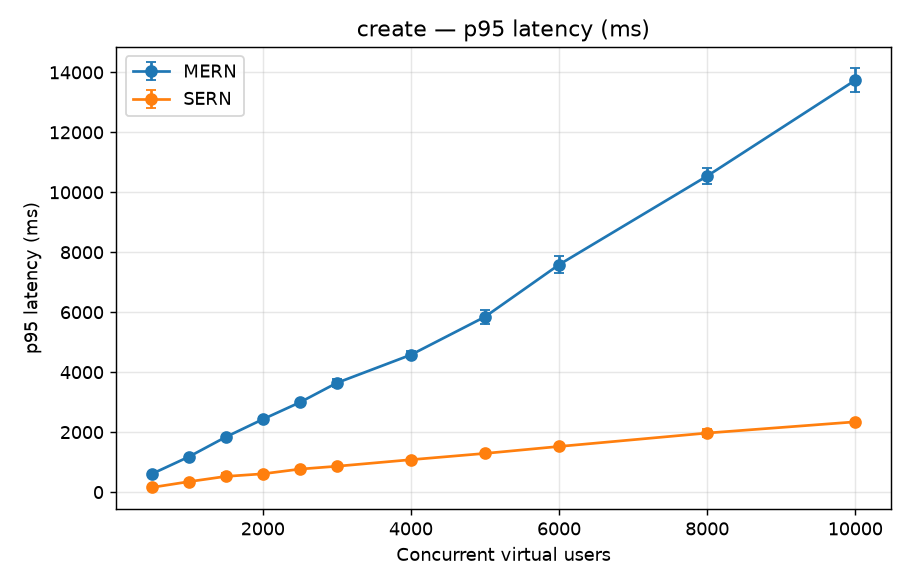 create — p95 latency (ms)
MERN
SERN
p95 latency (ms)
14000
12000
10000
8000
6000
4000
2000
0
2000 4000 6000 8000 10000
Concurrent virtual users